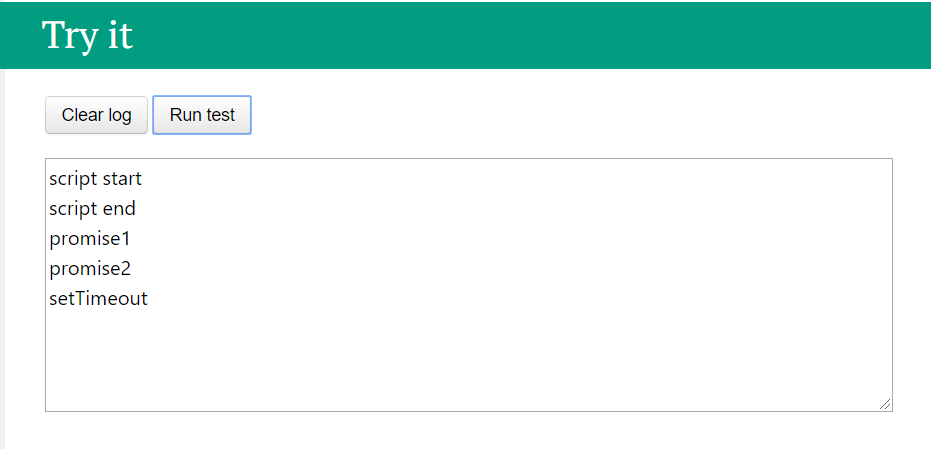 Try it
Clear log Run test
script start
script end
promise1
promise2
setTimeout